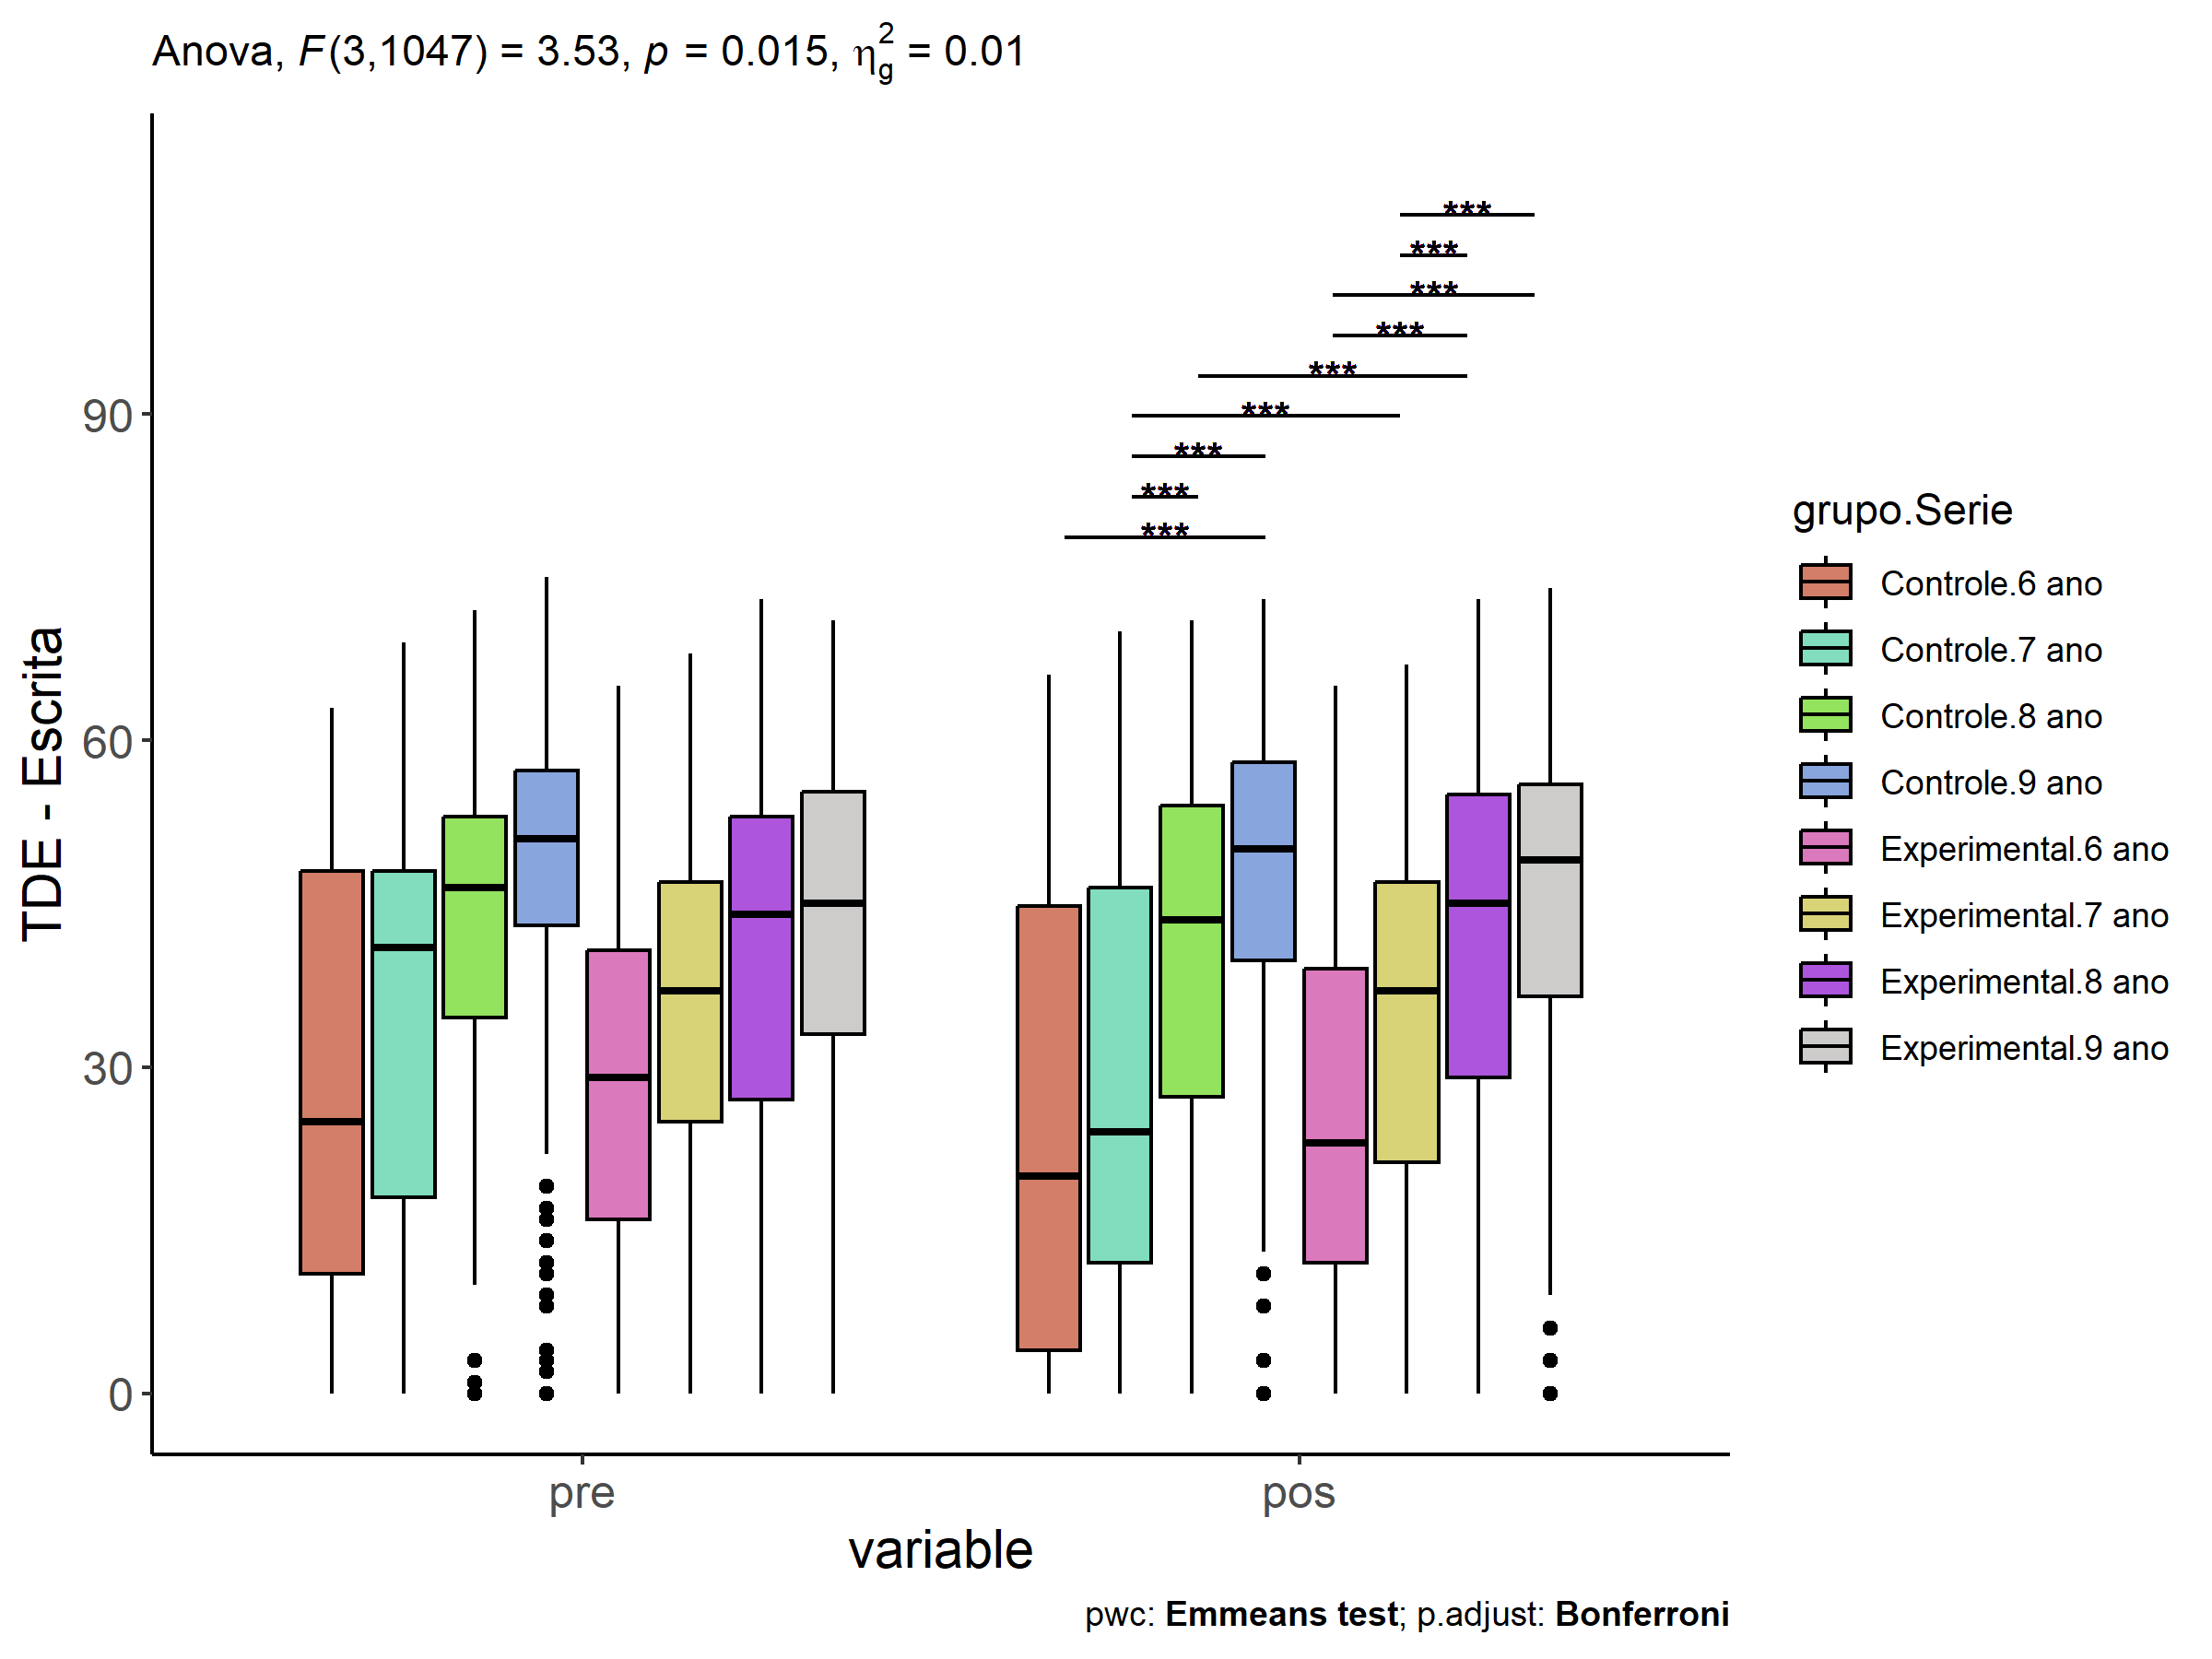 Anova, F(3,1047) = 3.53, p = 0.015, η²g = 0.01
***
***
***
***
***
***
***
***
***
90
60
30
0
TDE - Escrita
pre
pos
variable
grupo.Serie
Controle.6 ano
Controle.7 ano
Controle.8 ano
Controle.9 ano
Experimental.6 ano
Experimental.7 ano
Experimental.8 ano
Experimental.9 ano
pwc: Emmeans test; p.adjust: Bonferroni